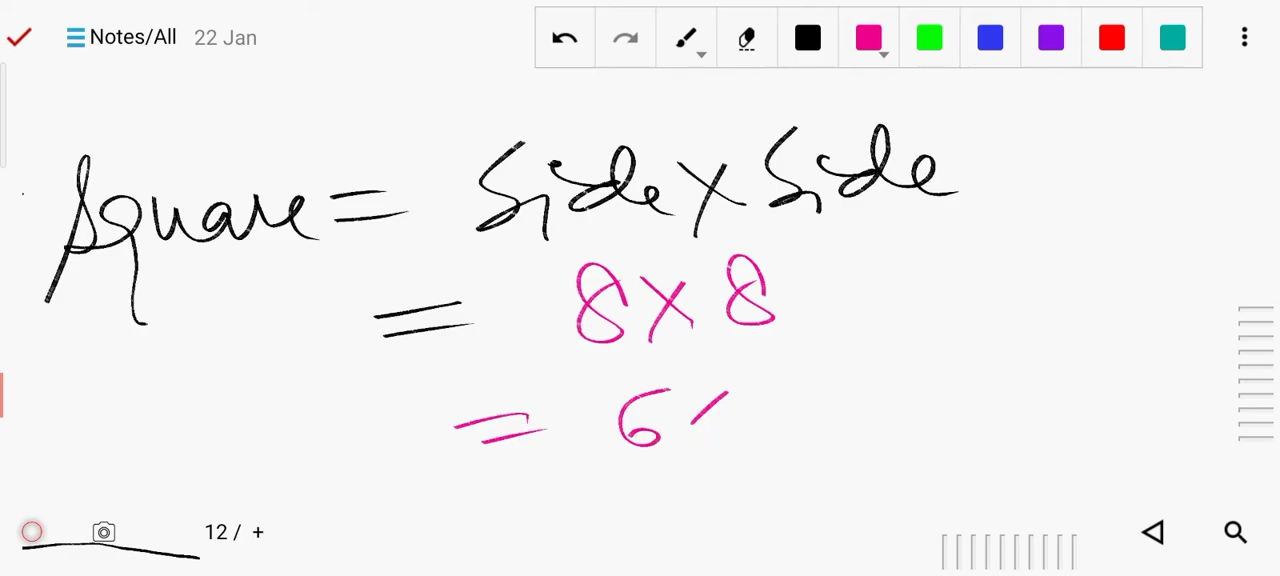 Notes/All 22 Jan
Square = Side × Side
= 8 × 8
= 6
12 / +